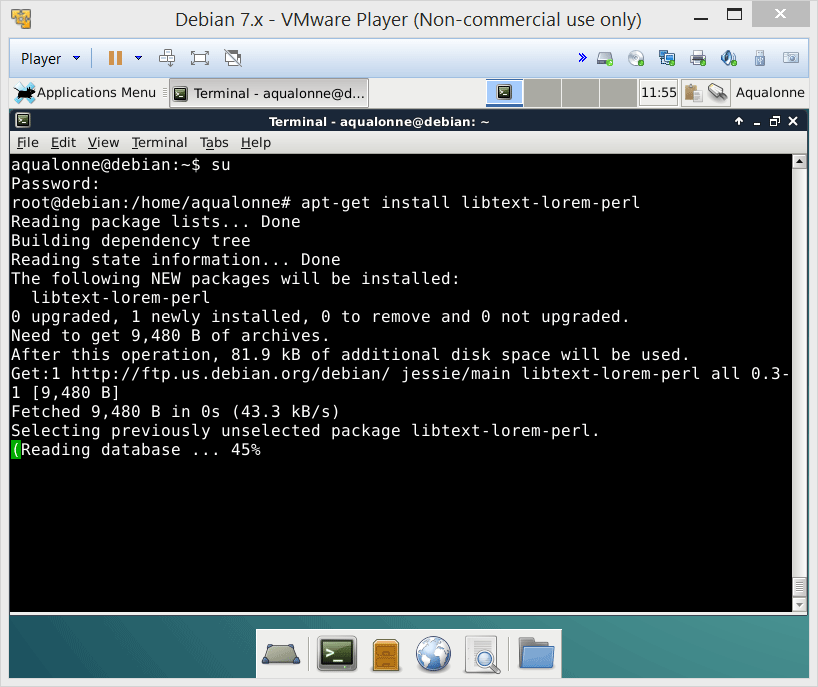 Debian 7.x - VMware Player (Non-commercial use only)
Player
Applications Menu
Terminal - aqualonne@d...
11:55
Aqualonne
Terminal - aqualonne@debian: ~
File Edit View Terminal Tabs Help
aqualonne@debian:~$ su
Password:
root@debian:/home/aqualonne# apt-get install libtext-lorem-perl
Reading package lists... Done
Building dependency tree
Reading state information... Done
The following NEW packages will be installed:
  libtext-lorem-perl
0 upgraded, 1 newly installed, 0 to remove and 0 not upgraded.
Need to get 9,480 B of archives.
After this operation, 81.9 kB of additional disk space will be used.
Get:1 http://ftp.us.debian.org/debian/ jessie/main libtext-lorem-perl all 0.3-
1 [9,480 B]
Fetched 9,480 B in 0s (43.3 kB/s)
Selecting previously unselected package libtext-lorem-perl.
(Reading database ... 45%